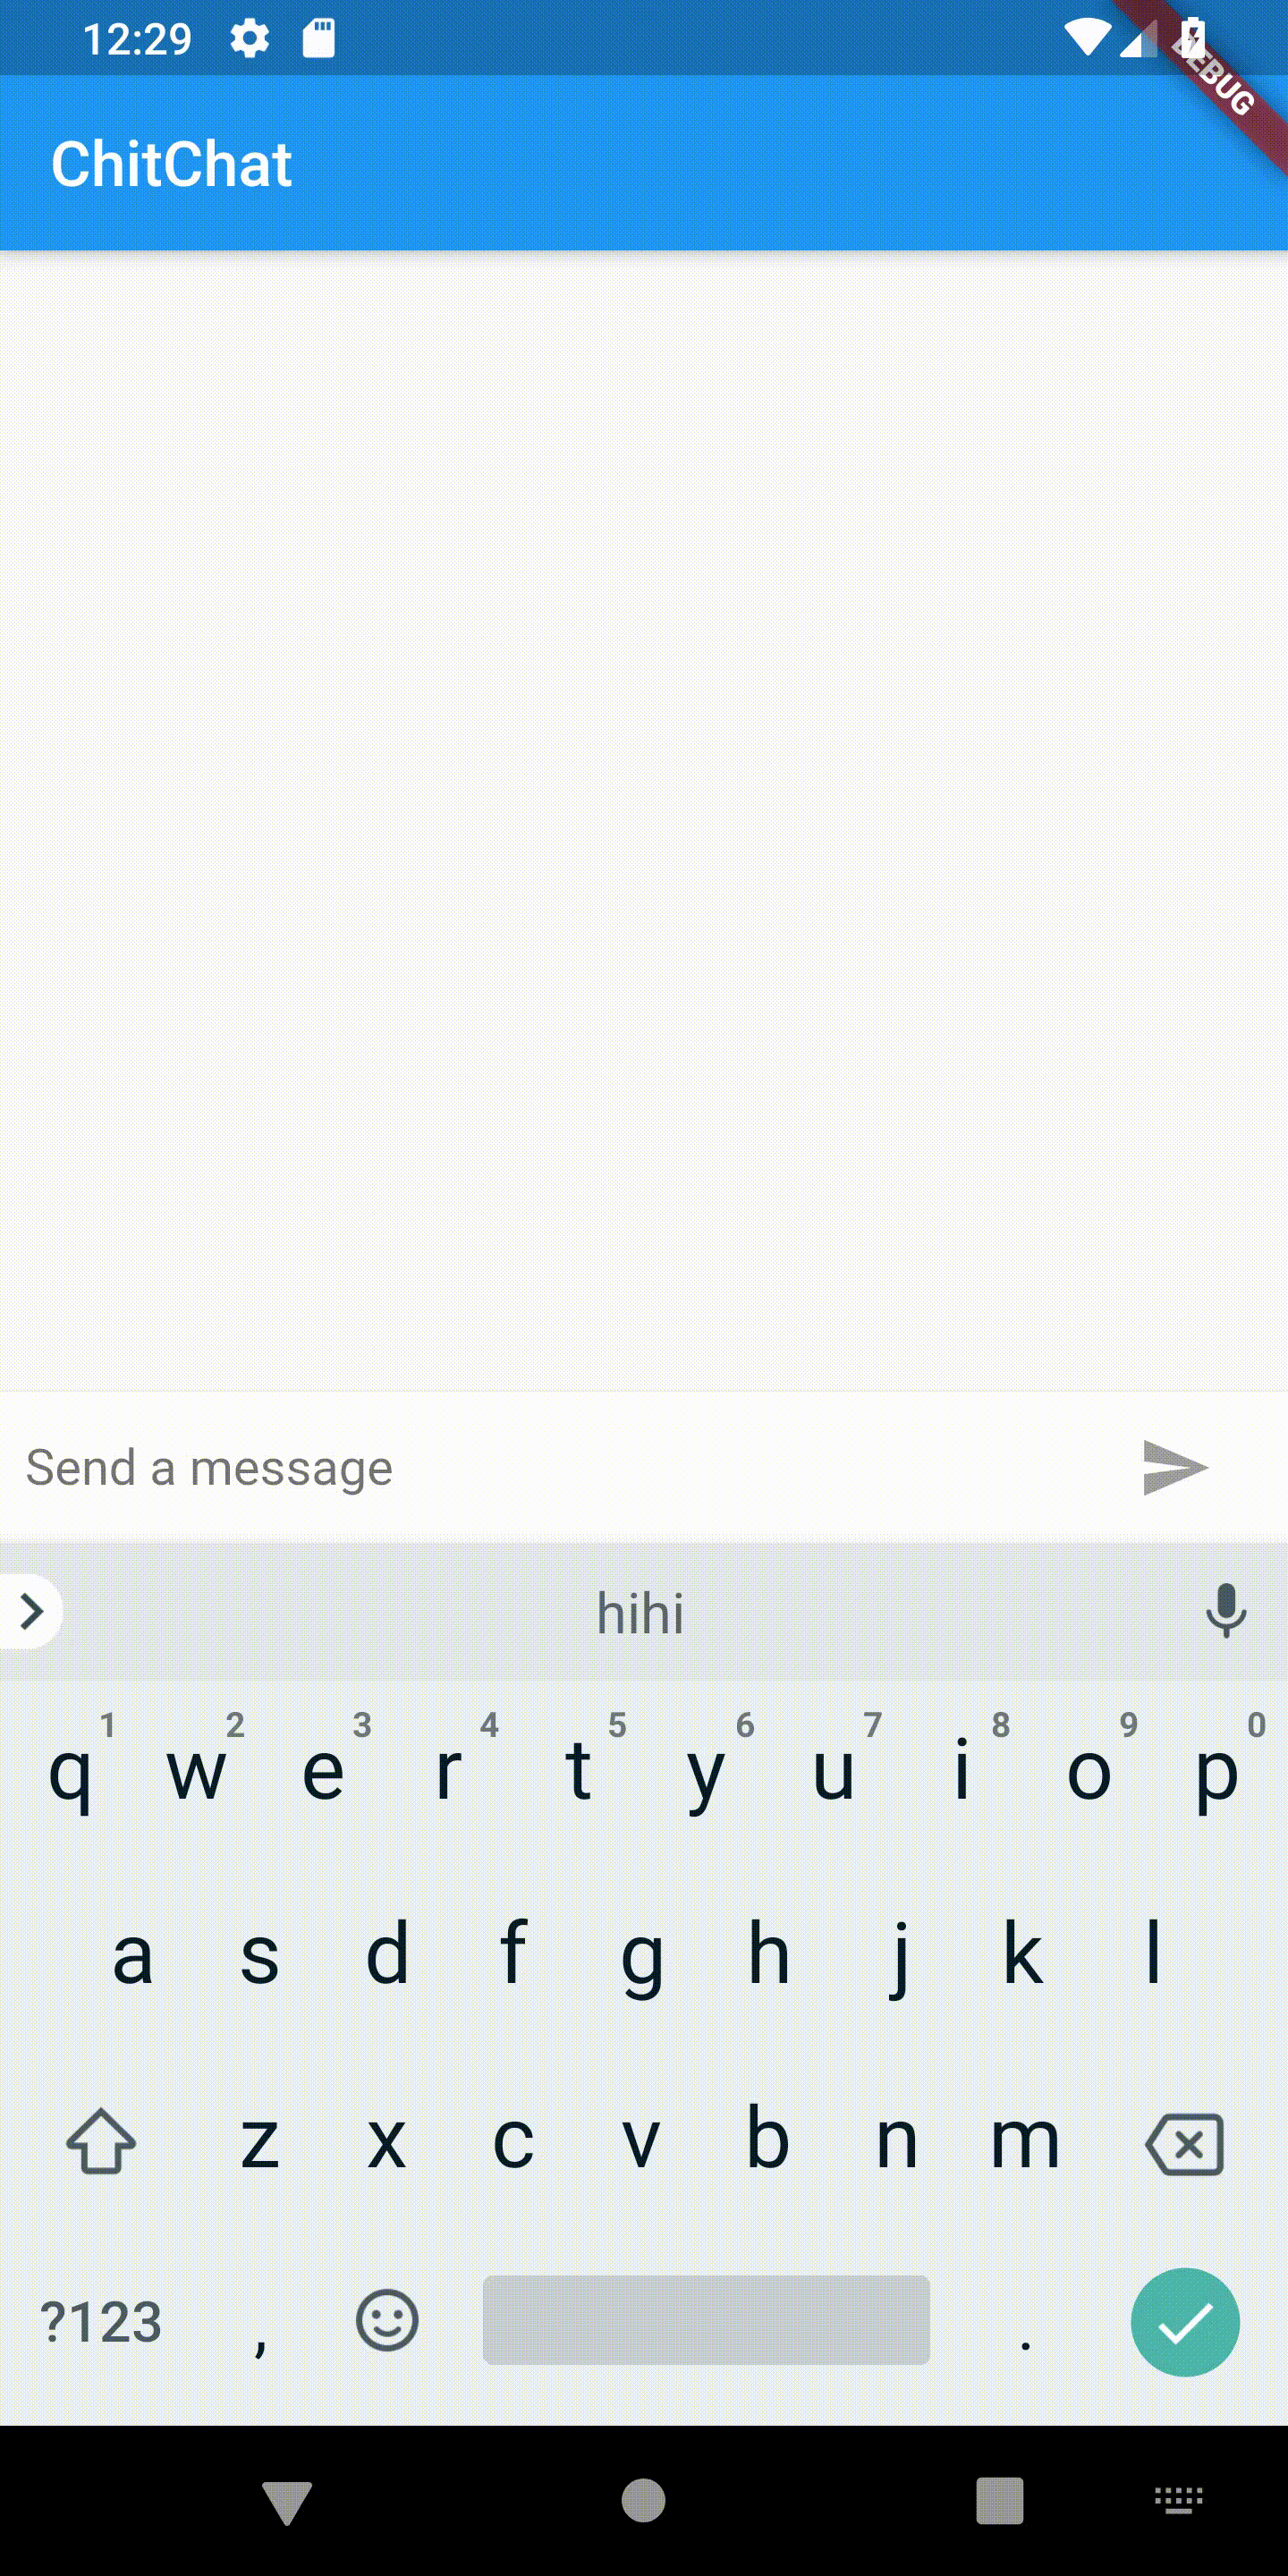 12:29
DEBUG
ChitChat
Send a message
hihi
1 2 3 4 5 6 7 8 9 0
q w e r t y u i o p
a s d f g h j k l
z x c v b n m
?123 , .